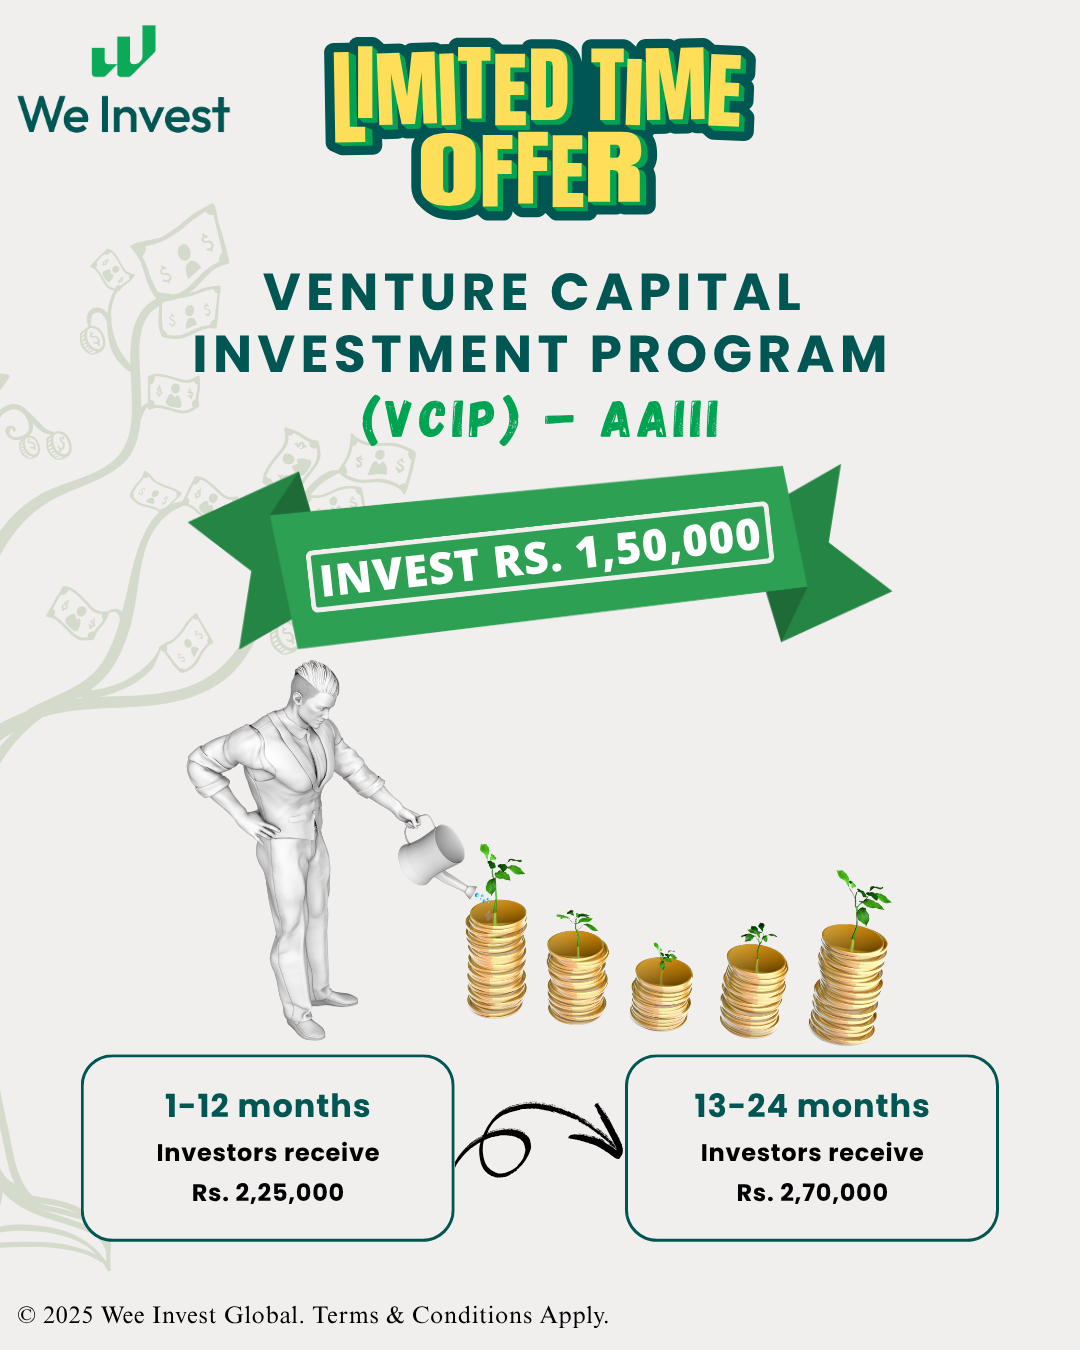 We Invest
LIMITED TIME
OFFER
VENTURE CAPITAL
INVESTMENT PROGRAM
(VCIP) – AAIII
INVEST RS. 1,50,000
1-12 months
Investors receive
Rs. 2,25,000
13-24 months
Investors receive
Rs. 2,70,000
© 2025 Wee Invest Global. Terms & Conditions Apply.